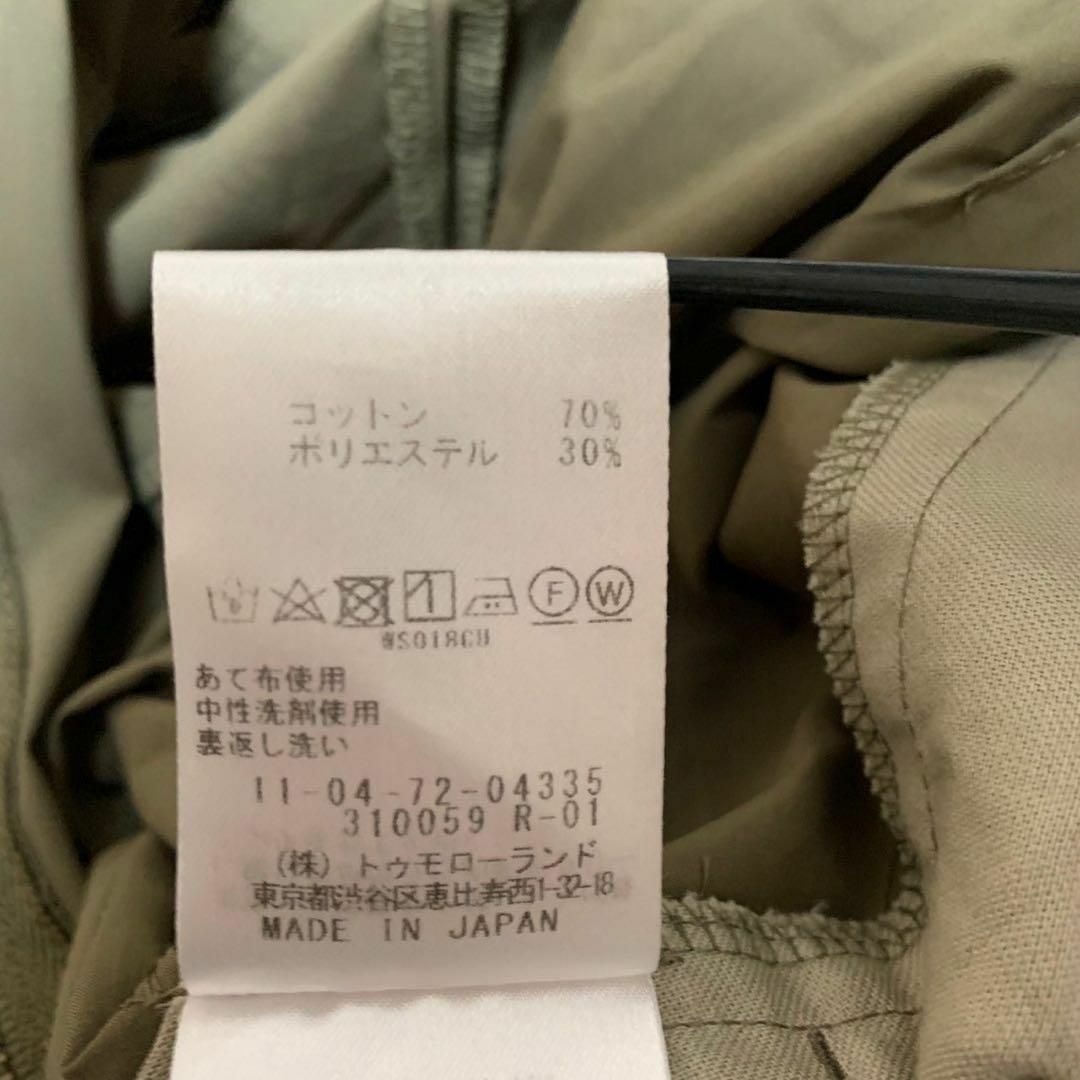 コットン 70%
ポリエステル 30%
F W
WS018CH
あて布使用
中性洗剤使用
裏返し洗い
11-04-72-04335
310059 R-01
(株) トゥモローランド
東京都渋谷区恵比寿西1-32-18
MADE IN JAPAN